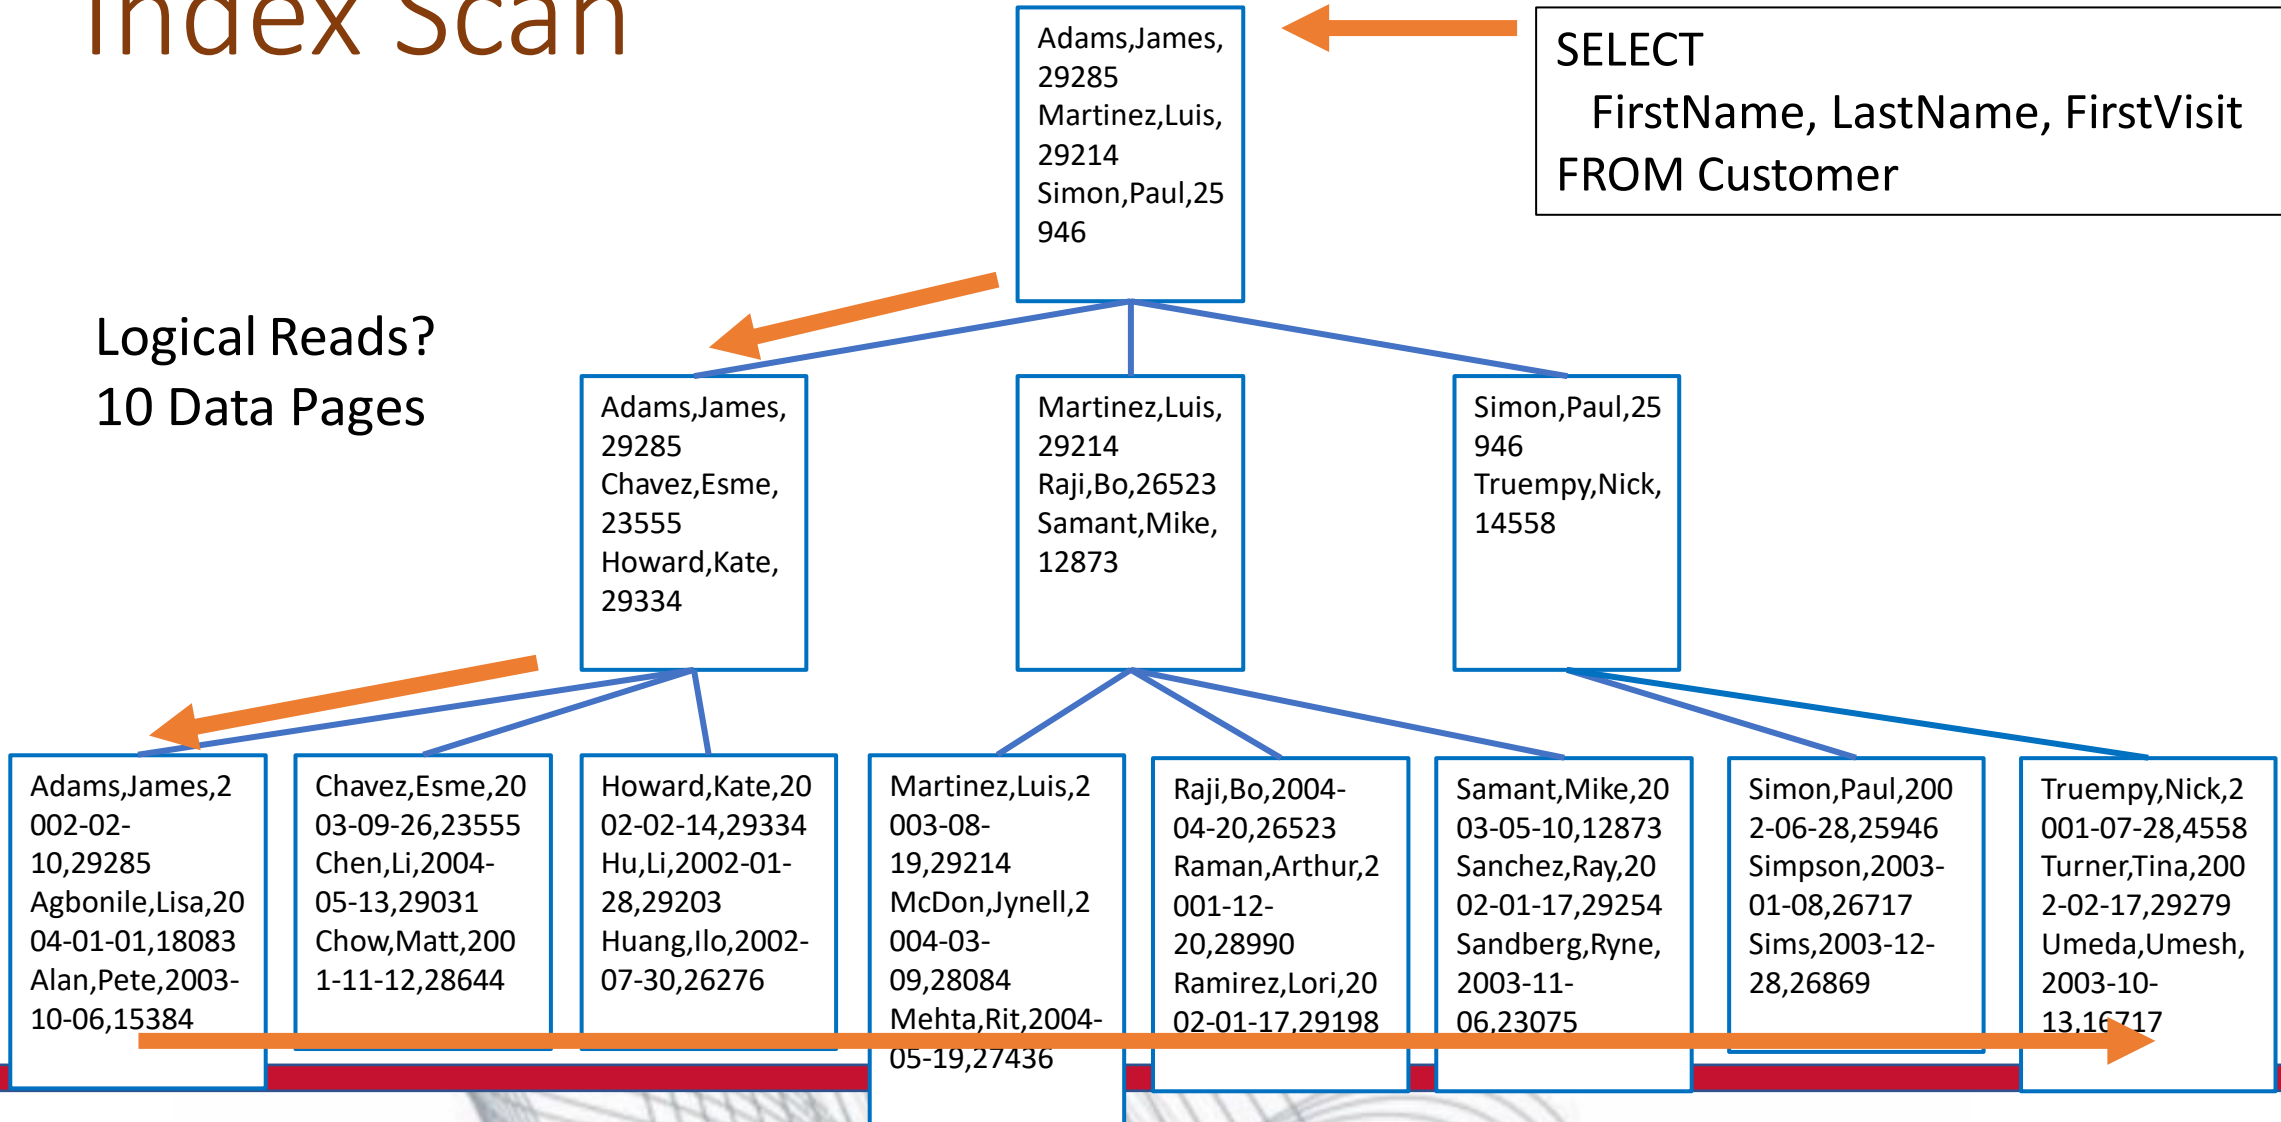 Index Scan
Adams,James,
29285
Martinez,Luis,
29214
Simon,Paul,25
946
SELECT
FirstName, LastName, FirstVisit
FROM Customer
Logical Reads?
10 Data Pages
Adams,James,
29285
Chavez,Esme,
23555
Howard,Kate,
29334
Martinez,Luis,
29214
Raji,Bo,26523
Samant,Mike,
12873
Simon,Paul,25
946
Truempy,Nick,
14558
Adams,James,2
002-02-
10,29285
Agbonile,Lisa,20
04-01-01,18083
Alan,Pete,2003-
10-06,15384
Chavez,Esme,20
03-09-26,23555
Chen,Li,2004-
05-13,29031
Chow,Matt,200
1-11-12,28644
Howard,Kate,20
02-02-14,29334
Hu,Li,2002-01-
28,29203
Huang,Ilo,2002-
07-30,26276
Martinez,Luis,2
003-08-
19,29214
McDon,Jynell,2
004-03-
09,28084
Mehta,Rit,2004-
05-19,27436
Raji,Bo,2004-
04-20,26523
Raman,Arthur,2
001-12-
20,28990
Ramirez,Lori,20
02-01-17,29198
Samant,Mike,20
03-05-10,12873
Sanchez,Ray,20
02-01-17,29254
Sandberg,Ryne,
2003-11-
06,23075
Simon,Paul,200
2-06-28,25946
Simpson,2003-
01-08,26717
Sims,2003-12-
28,26869
Truempy,Nick,2
001-07-28,4558
Turner,Tina,200
2-02-17,29279
Umeda,Umesh,
2003-10-
13,16717